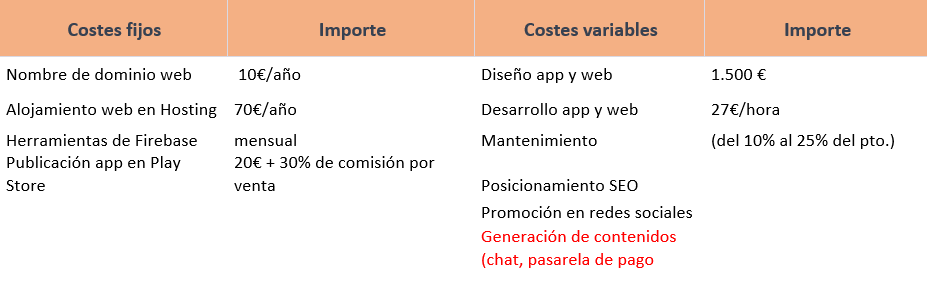 Costes fijos Importe Costes variables Importe
Nombre de dominio web 10€/año Diseño app y web 1.500 €
Alojamiento web en Hosting 70€/año Desarrollo app y web 27€/hora
Herramientas de Firebase mensual Mantenimiento (del 10% al 25% del pto.)
Publicación app en Play 20€ + 30% de comisión por
Store venta Posicionamiento SEO
Promoción en redes sociales
Generación de contenidos
(chat, pasarela de pago